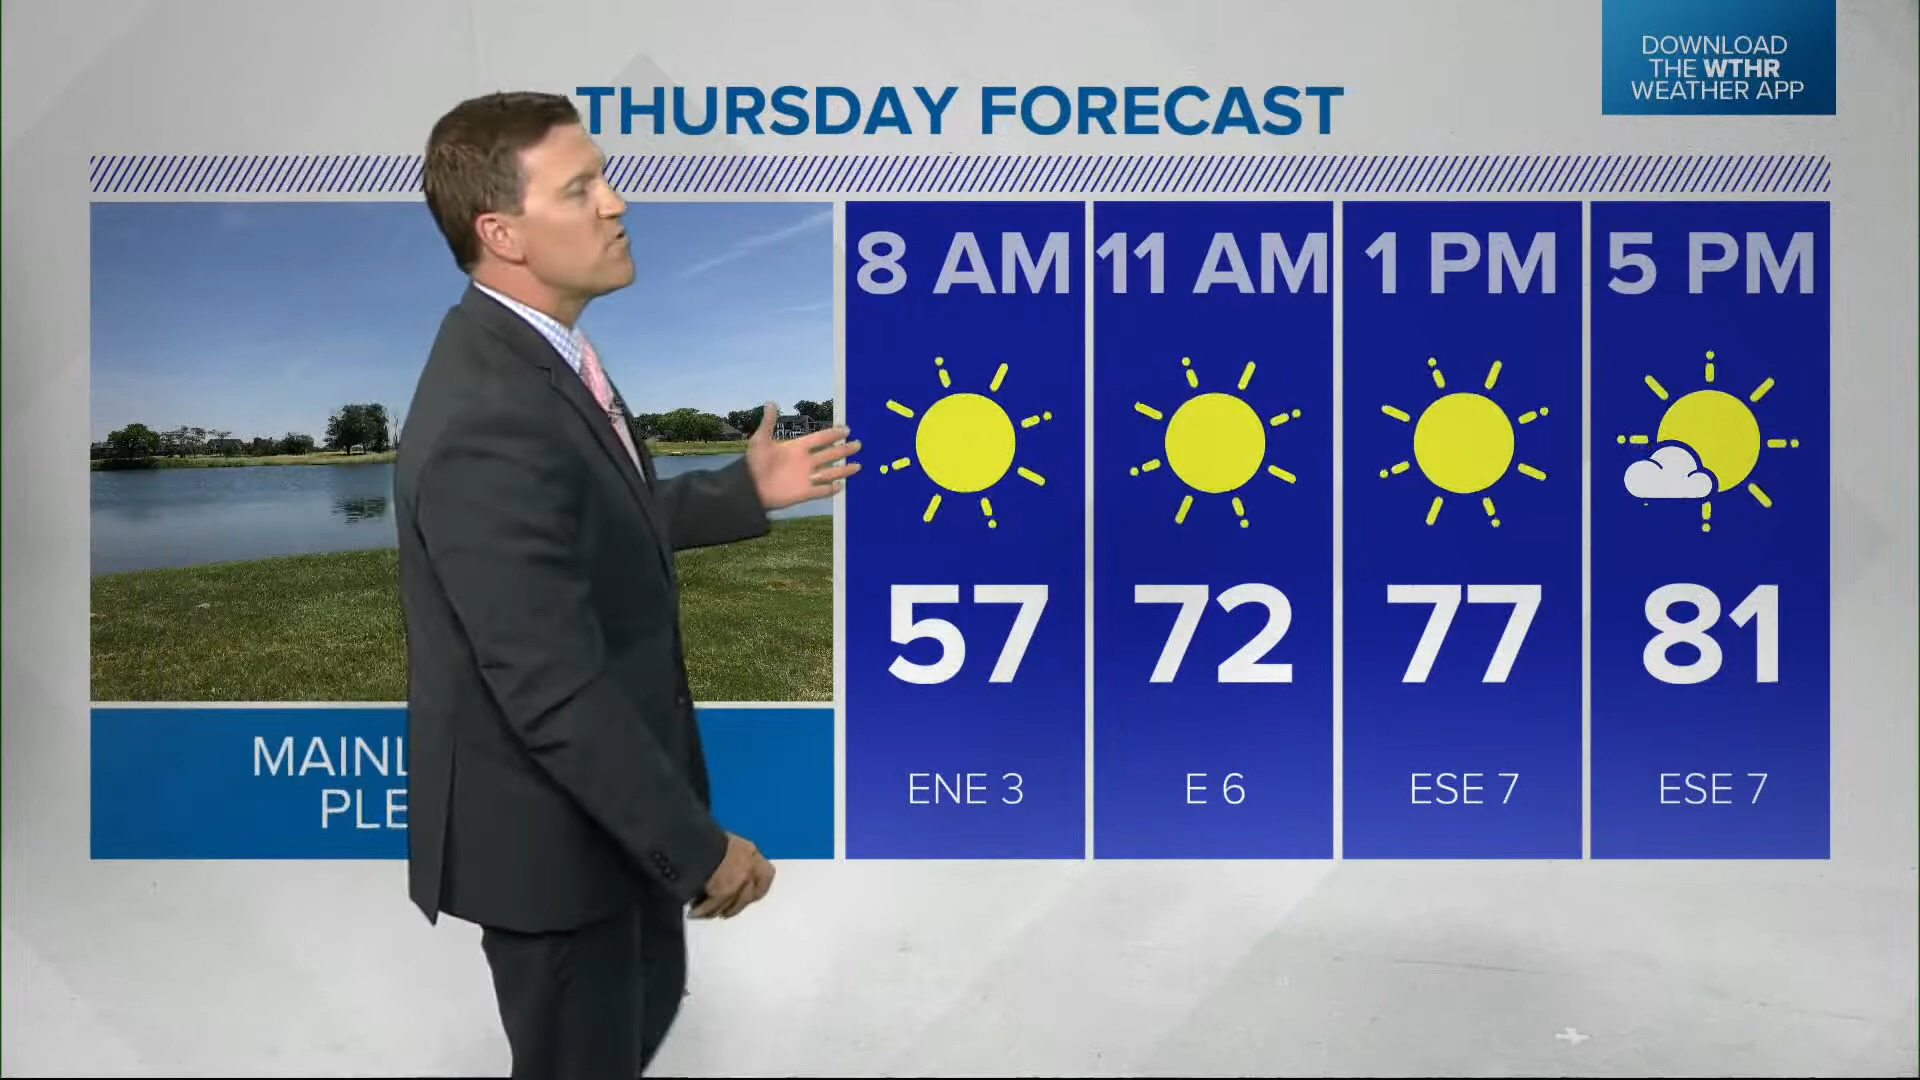 DOWNLOAD
THE WTHR
WEATHER APP
THURSDAY FORECAST
8 AM
11 AM
1 PM
5 PM
57
72
77
81
ENE 3
E 6
ESE 7
ESE 7